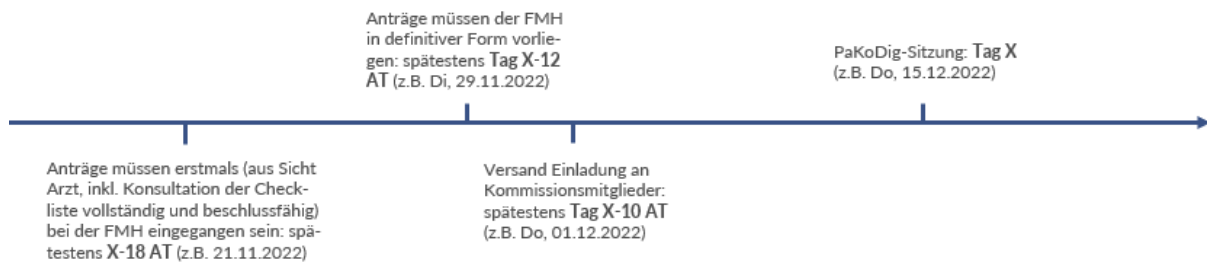 Anträge müssen der FMH
in definitiver Form vorlie-
gen: spätestens Tag X-12
AT (z.B. Di, 29.11.2022)
PaKoDig-Sitzung: Tag X
(z.B. Do, 15.12.2022)
Anträge müssen erstmals (aus Sicht
Arzt, inkl. Konsultation der Check-
liste vollständig und beschlussfähig)
bei der FMH eingegangen sein: spä-
testens X-18 AT (z.B. 21.11.2022)
Versand Einladung an
Kommissionsmitglieder:
spätestens Tag X-10 AT
(z.B. Do, 01.12.2022)